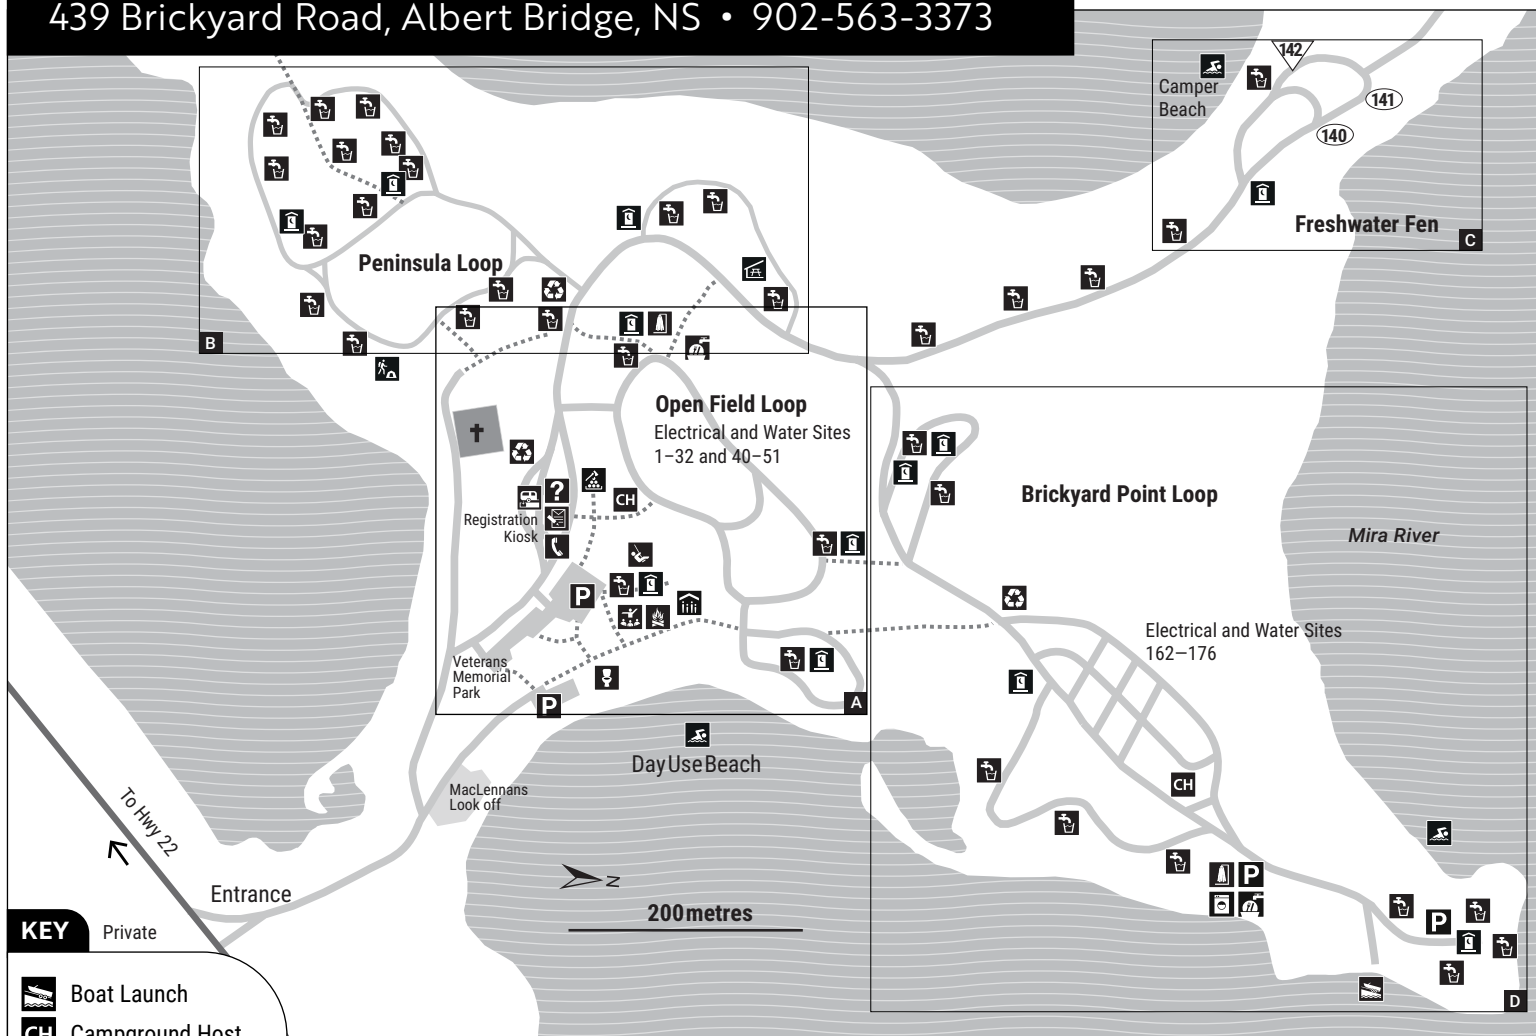 439 Brickyard Road, Albert Bridge, NS • 902-563-3373
142
Camper
Beach
141
140
Freshwater Fen
C
Peninsula Loop
B
Open Field Loop
Electrical and Water Sites
1–32 and 40–51
CH
?
Registration
Kiosk
P
Veterans
Memorial
Park
P
A
Brickyard Point Loop
Mira River
Electrical and Water Sites
162–176
CH
P
P
D
Day Use Beach
MacLennans
Look off
To Hwy 22
Entrance
N
200 metres
KEY
Private
Boat Launch
CH Campground Host